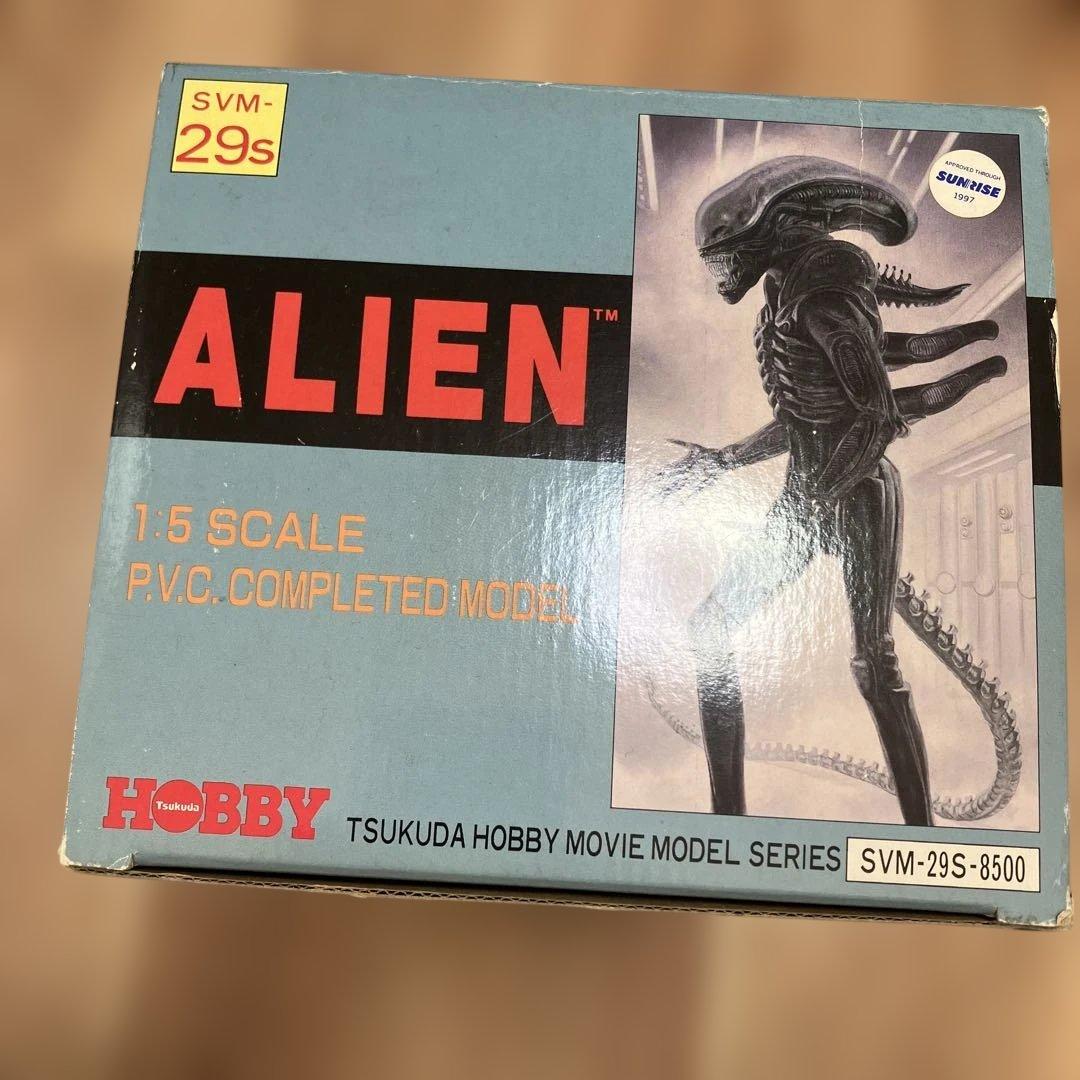 SVM-
29s
ALIEN™
APPROVED THROUGH
SUNRISE
1997
1:5 SCALE
P.V.C. COMPLETED MODEL
HOBBY
Tsukuda
TSUKUDA HOBBY MOVIE MODEL SERIES
SVM-29S-8500